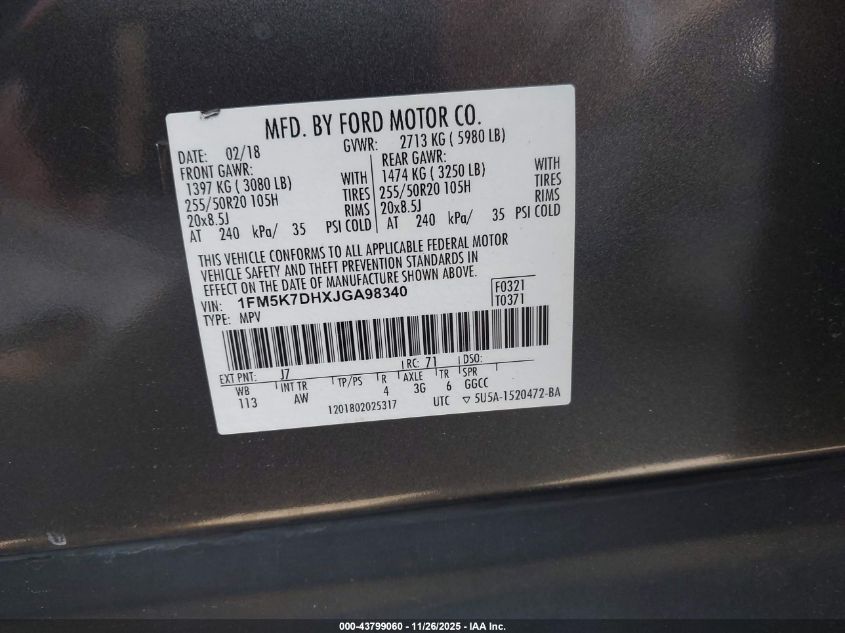 MFD. BY FORD MOTOR CO.
DATE: 02/18 GVWR: 2713 KG ( 5980 LB)
FRONT GAWR: REAR GAWR:
1397 KG ( 3080 LB) WITH 1474 KG ( 3250 LB) WITH
255/50R20 105H TIRES 255/50R20 105H TIRES
20x8.5J RIMS 20x8.5J RIMS
AT 240 kPa/ 35 PSI COLD AT 240 kPa/ 35 PSI COLD
THIS VEHICLE CONFORMS TO ALL APPLICABLE FEDERAL MOTOR
VEHICLE SAFETY AND THEFT PREVENTION STANDARDS IN
EFFECT ON THE DATE OF MANUFACTURE SHOWN ABOVE.
VIN: 1FM5K7DHXJGA98340 F0321
TYPE: MPV T0371
EXT PNT: J7 RC: 71 DSO:
WB INT TR TP/PS R AXLE TR SPR
113 AW 4 3G 6 GGCC
1201802025317 UTC ▽ 5U5A-1520472-BA
000-43799060 - 11/26/2025 - IAA Inc.